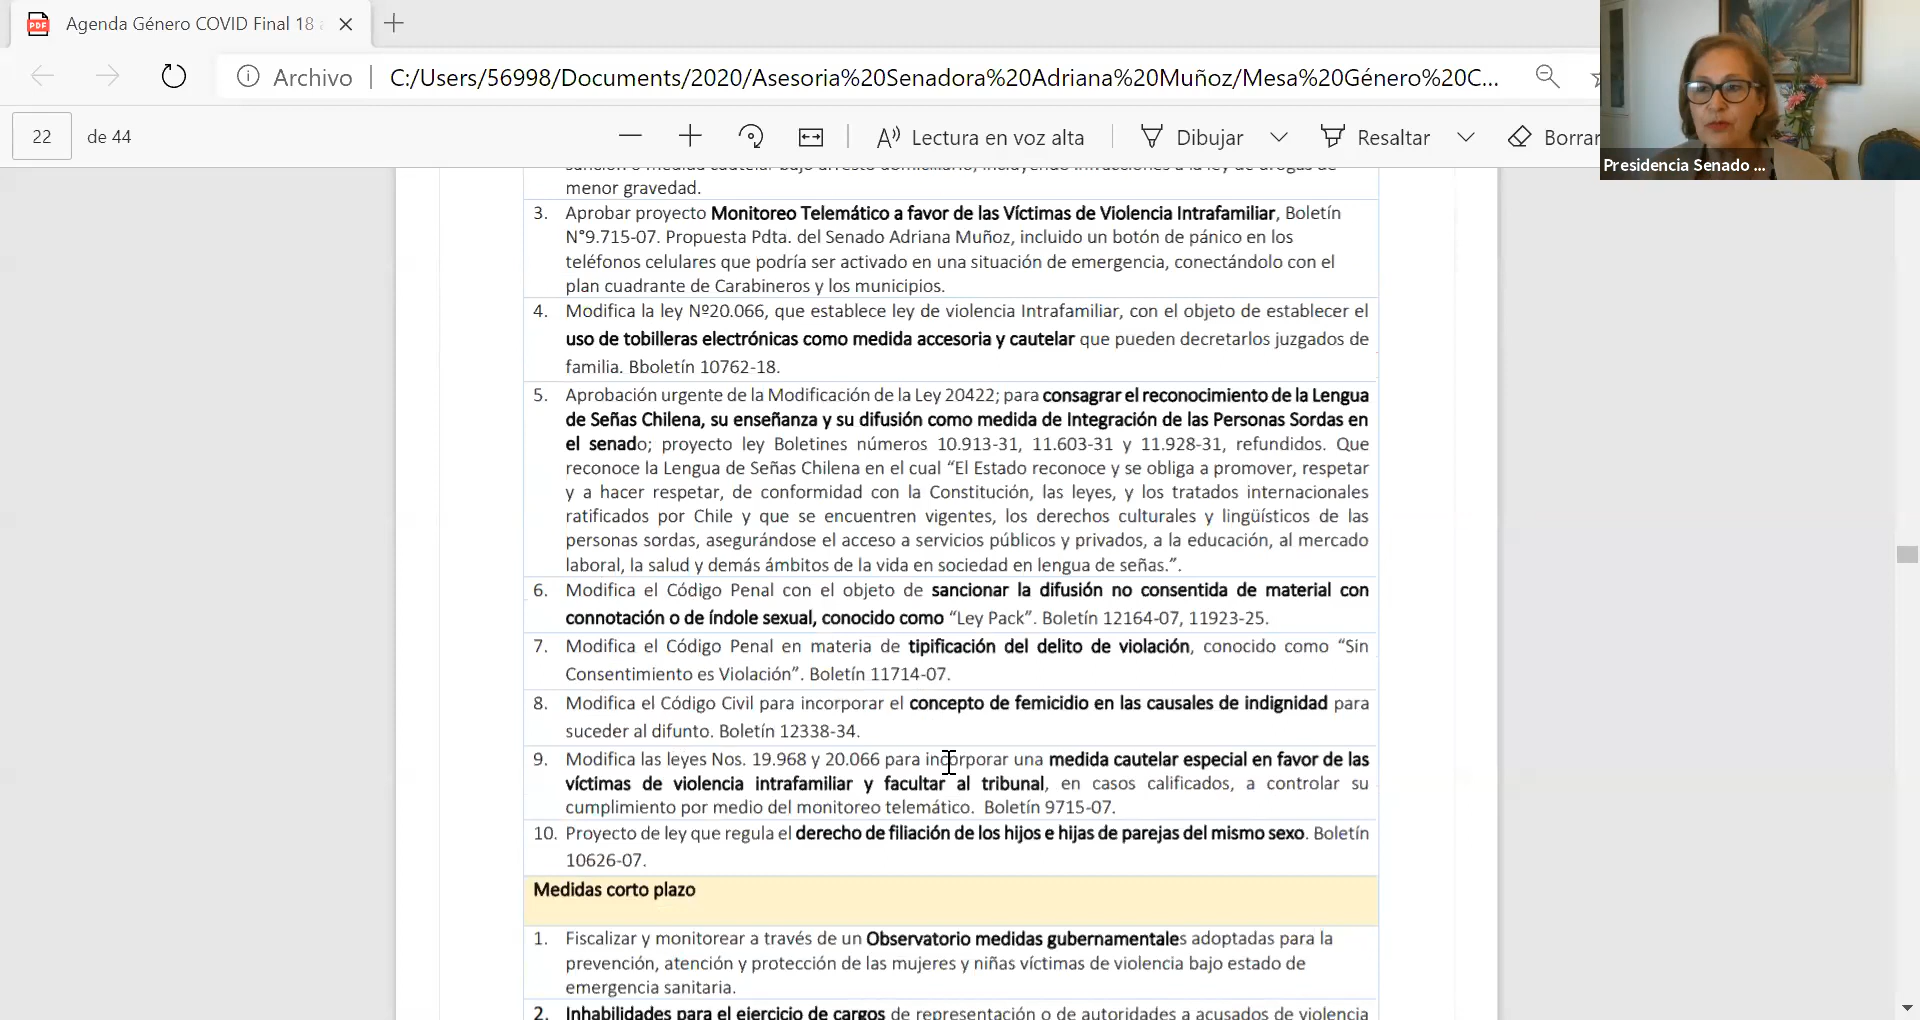 Agenda Género COVID Final 18
Archivo | C:/Users/56998/Documents/2020/Asesoria%20Senadora%20Adriana%20Muñoz/Mesa%20Género%20C...
22 de 44
Lectura en voz alta
Dibujar
Resaltar
Borrar
Presidencia Senado ...
sanción o medida cautelar bajo arresto domiciliario, incluyendo infracciones a la ley de drogas de
menor gravedad.
3. Aprobar proyecto Monitoreo Telemático a favor de las Víctimas de Violencia Intrafamiliar, Boletín
N°9.715-07. Propuesta Pdta. del Senado Adriana Muñoz, incluido un botón de pánico en los
teléfonos celulares que podría ser activado en una situación de emergencia, conectándolo con el
plan cuadrante de Carabineros y los municipios.
4. Modifica la ley Nº20.066, que establece ley de violencia Intrafamiliar, con el objeto de establecer el
uso de tobilleras electrónicas como medida accesoria y cautelar que pueden decretarlos juzgados de
familia. Bboletín 10762-18.
5. Aprobación urgente de la Modificación de la Ley 20422; para consagrar el reconocimiento de la Lengua
de Señas Chilena, su enseñanza y su difusión como medida de Integración de las Personas Sordas en
el senado; proyecto ley Boletines números 10.913-31, 11.603-31 y 11.928-31, refundidos. Que
reconoce la Lengua de Señas Chilena en el cual “El Estado reconoce y se obliga a promover, respetar
y a hacer respetar, de conformidad con la Constitución, las leyes, y los tratados internacionales
ratificados por Chile y que se encuentren vigentes, los derechos culturales y lingüísticos de las
personas sordas, asegurándose el acceso a servicios públicos y privados, a la educación, al mercado
laboral, la salud y demás ámbitos de la vida en sociedad en lengua de señas.”.
6. Modifica el Código Penal con el objeto de sancionar la difusión no consentida de material con
connotación o de índole sexual, conocido como “Ley Pack”. Boletín 12164-07, 11923-25.
7. Modifica el Código Penal en materia de tipificación del delito de violación, conocido como “Sin
Consentimiento es Violación”. Boletín 11714-07.
8. Modifica el Código Civil para incorporar el concepto de femicidio en las causales de indignidad para
suceder al difunto. Boletín 12338-34.
9. Modifica las leyes Nos. 19.968 y 20.066 para incorporar una medida cautelar especial en favor de las
víctimas de violencia intrafamiliar y facultar al tribunal, en casos calificados, a controlar su
cumplimiento por medio del monitoreo telemático. Boletín 9715-07.
10. Proyecto de ley que regula el derecho de filiación de los hijos e hijas de parejas del mismo sexo. Boletín
10626-07.
Medidas corto plazo
1. Fiscalizar y monitorear a través de un Observatorio medidas gubernamentales adoptadas para la
prevención, atención y protección de las mujeres y niñas víctimas de violencia bajo estado de
emergencia sanitaria.
2. Inhabilidades para el ejercicio de cargos de representación o de autoridades a acusados de violencia